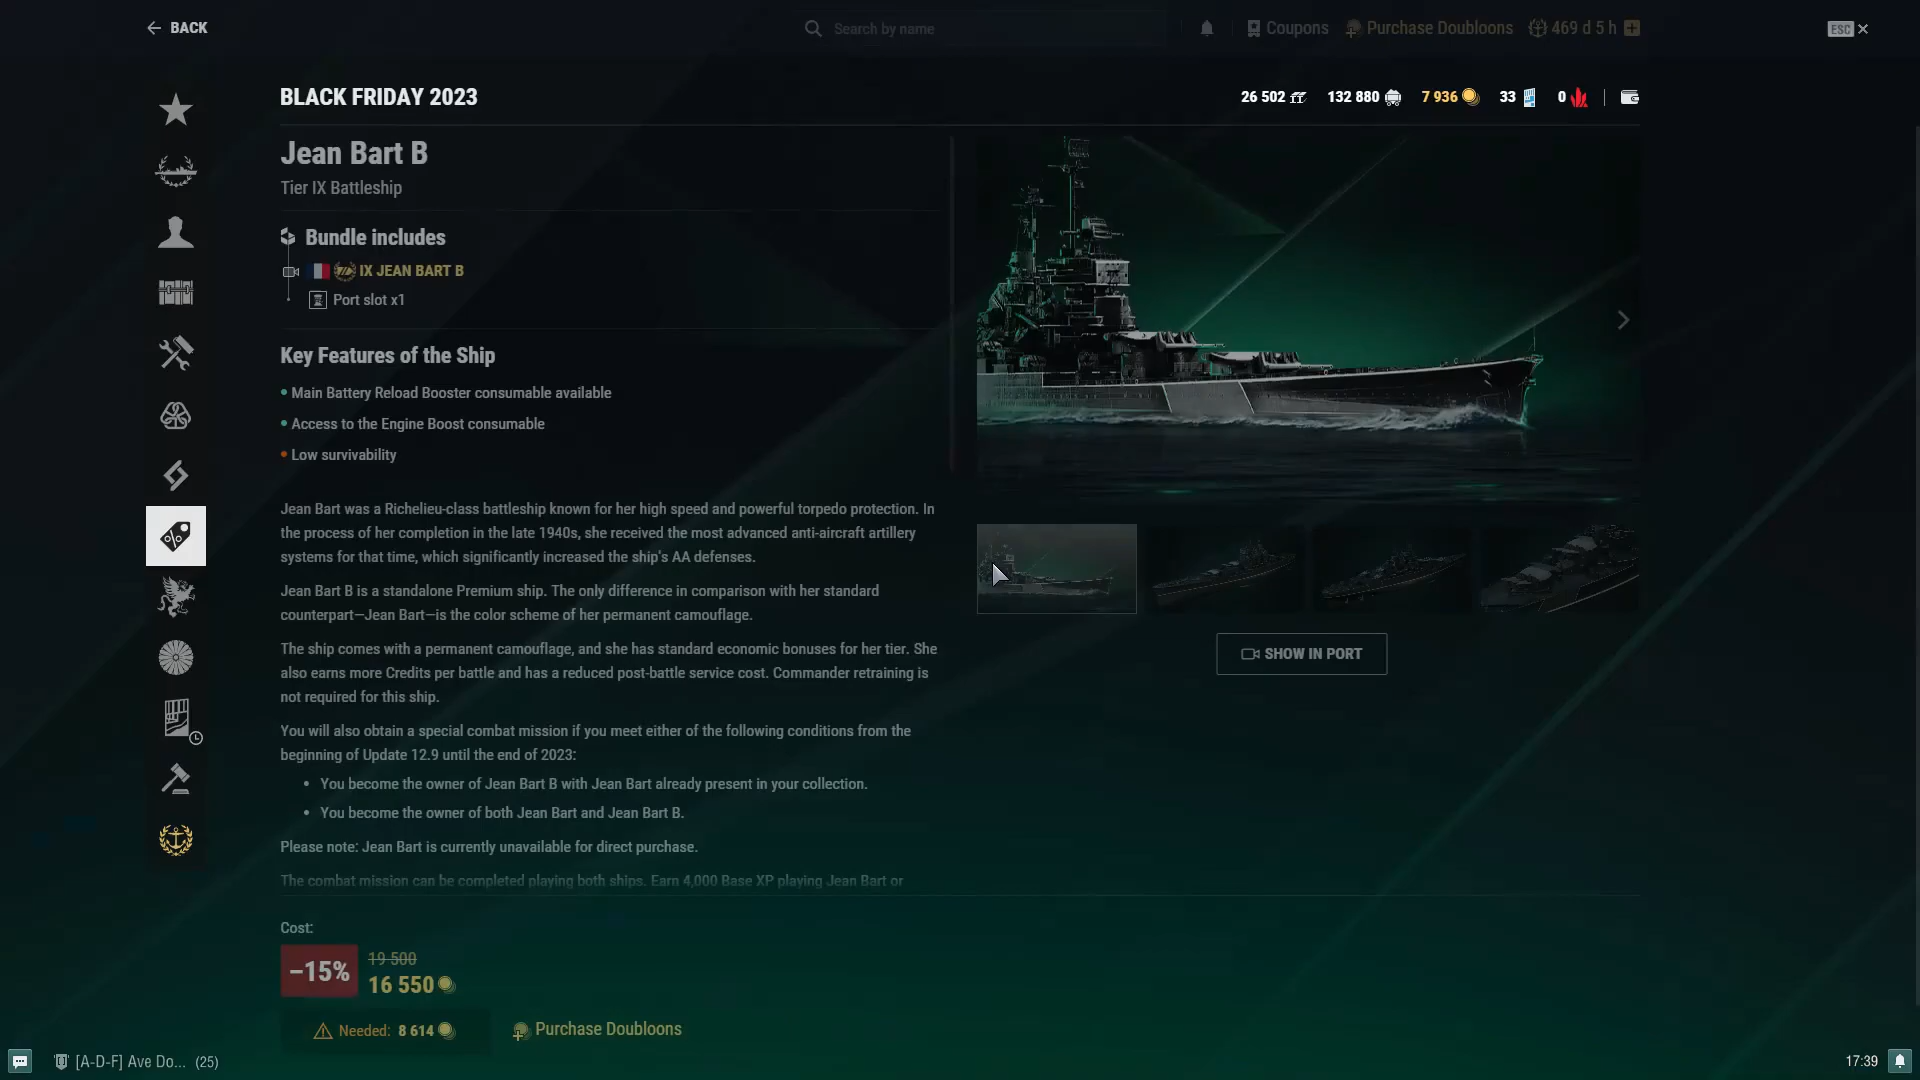 BACK
Search by name
Coupons
Purchase Doubloons
469 d 5 h
ESC
BLACK FRIDAY 2023
26 502
132 880
7 936
33
0
Jean Bart B
Tier IX Battleship
Bundle includes
IX JEAN BART B
Port slot x1
Key Features of the Ship
• Main Battery Reload Booster consumable available
• Access to the Engine Boost consumable
• Low survivability
Jean Bart was a Richelieu-class battleship known for her high speed and powerful torpedo protection. In
the process of her completion in the late 1940s, she received the most advanced anti-aircraft artillery
systems for that time, which significantly increased the ship's AA defenses.
Jean Bart B is a standalone Premium ship. The only difference in comparison with her standard
counterpart—Jean Bart—is the color scheme of her permanent camouflage.
The ship comes with a permanent camouflage, and she has standard economic bonuses for her tier. She
also earns more Credits per battle and has a reduced post-battle service cost. Commander retraining is
not required for this ship.
You will also obtain a special combat mission if you meet either of the following conditions from the
beginning of Update 12.9 until the end of 2023:
• You become the owner of Jean Bart B with Jean Bart already present in your collection.
• You become the owner of both Jean Bart and Jean Bart B.
Please note: Jean Bart is currently unavailable for direct purchase.
The combat mission can be completed playing both ships. Earn 4,000 Base XP playing Jean Bart or
SHOW IN PORT
Cost:
−15%
19 500
16 550
Needed: 8 614
Purchase Doubloons
[A-D-F] Ave Do... (25)
17:39